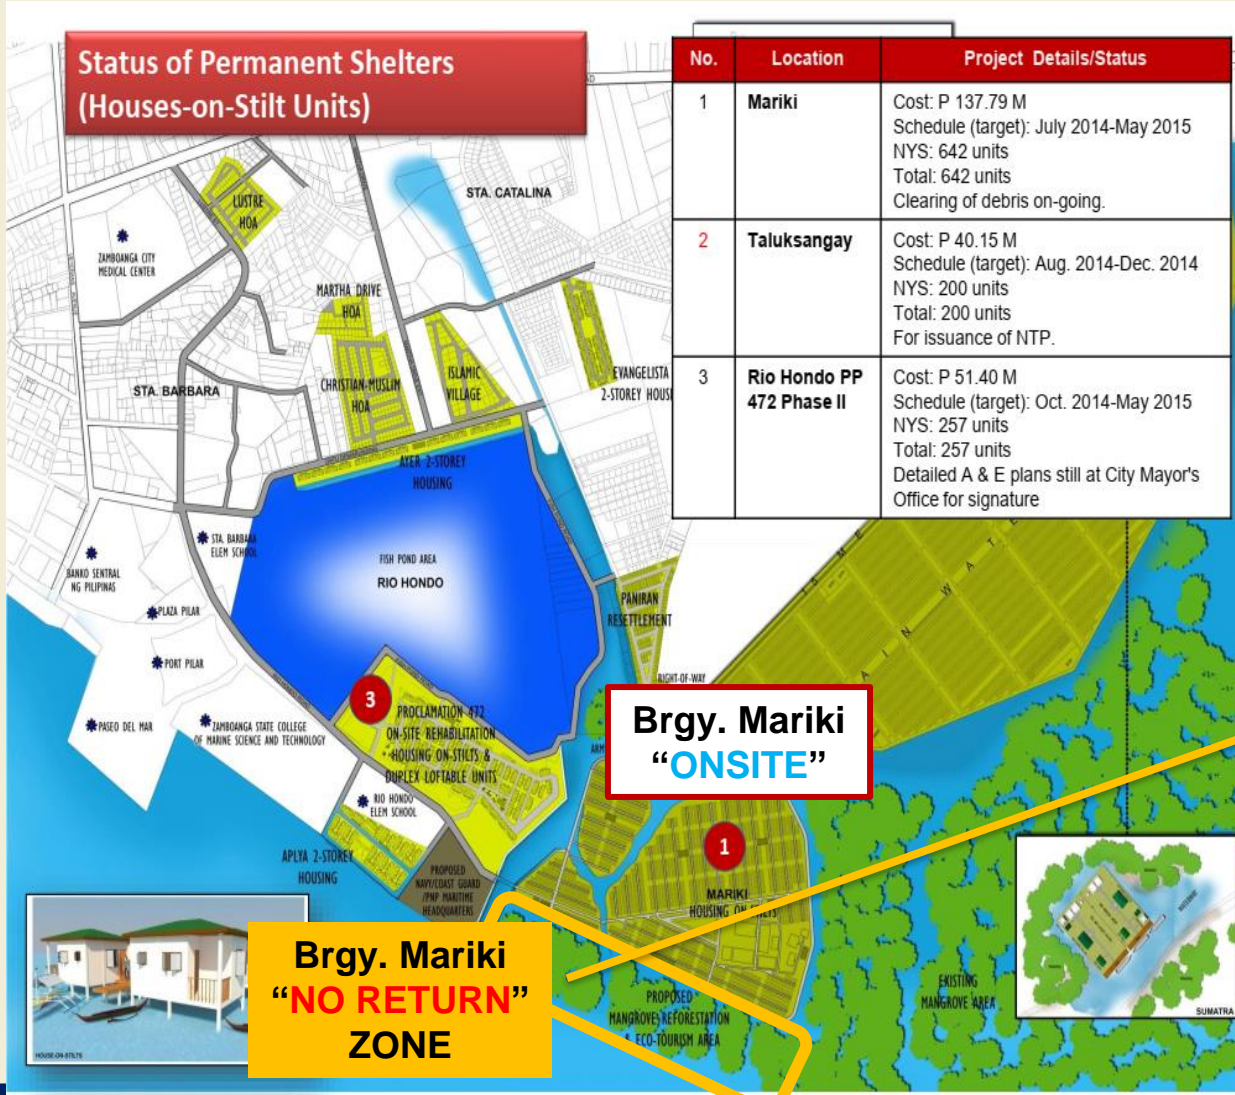 Status of Permanent Shelters
(Houses-on-Stilt Units)
No. Location Project Details/Status
1 Mariki Cost: P 137.79 M
Schedule (target): July 2014-May 2015
NYS: 642 units
Total: 642 units
Clearing of debris on-going.
2 Taluksangay Cost: P 40.15 M
Schedule (target): Aug. 2014-Dec. 2014
NYS: 200 units
Total: 200 units
For issuance of NTP.
3 Rio Hondo PP
472 Phase II
Cost: P 51.40 M
Schedule (target): Oct. 2014-May 2015
NYS: 257 units
Total: 257 units
Detailed A & E plans still at City Mayor's
Office for signature
STA. CATALINA
LUSTRE
HOA
ZAMBOANGA CITY
MEDICAL CENTER
MARTHA DRIVE
HOA
STA. BARBARA
CHRISTIAN-MUSLIM
HOA
ISLAMIC
VILLAGE
EVANGELISTA
2-STOREY HOUSI
AYER 2-STOREY
HOUSING
STA. BARBARA
ELEM SCHOOL
FISH POND AREA
RIO HONDO
BANKO SENTRAL
NG PILIPINAS
PLAZA PILAR
PORT PILAR
PASEO DEL MAR
ZAMBOANGA STATE COLLEGE
OF MARINE SCIENCE AND TECHNOLOGY
PANIRAN
RESETTLEMENT
RIGHT-OF-WAY
3
PROCLAMATION 472
ON-SITE REHABILITATION
HOUSING ON-STILTS &
DUPLEX LOFTABLE UNITS
Brgy. Mariki
“ONSITE”
RIO HONDO
ELEM SCHOOL
APLYA 2-STOREY
HOUSING
PROPOSED
NAVY/COAST GUARD
/PNP MARITIME
HEADQUARTERS
1
MARIKI
HOUSING ON STILTS
Brgy. Mariki
“NO RETURN”
ZONE
PROPOSED
MANGROVE REFORESTATION
& ECO-TOURISM AREA
EXISTING
MANGROVE AREA
SUMATRA
HOUSE-ON-STILTS